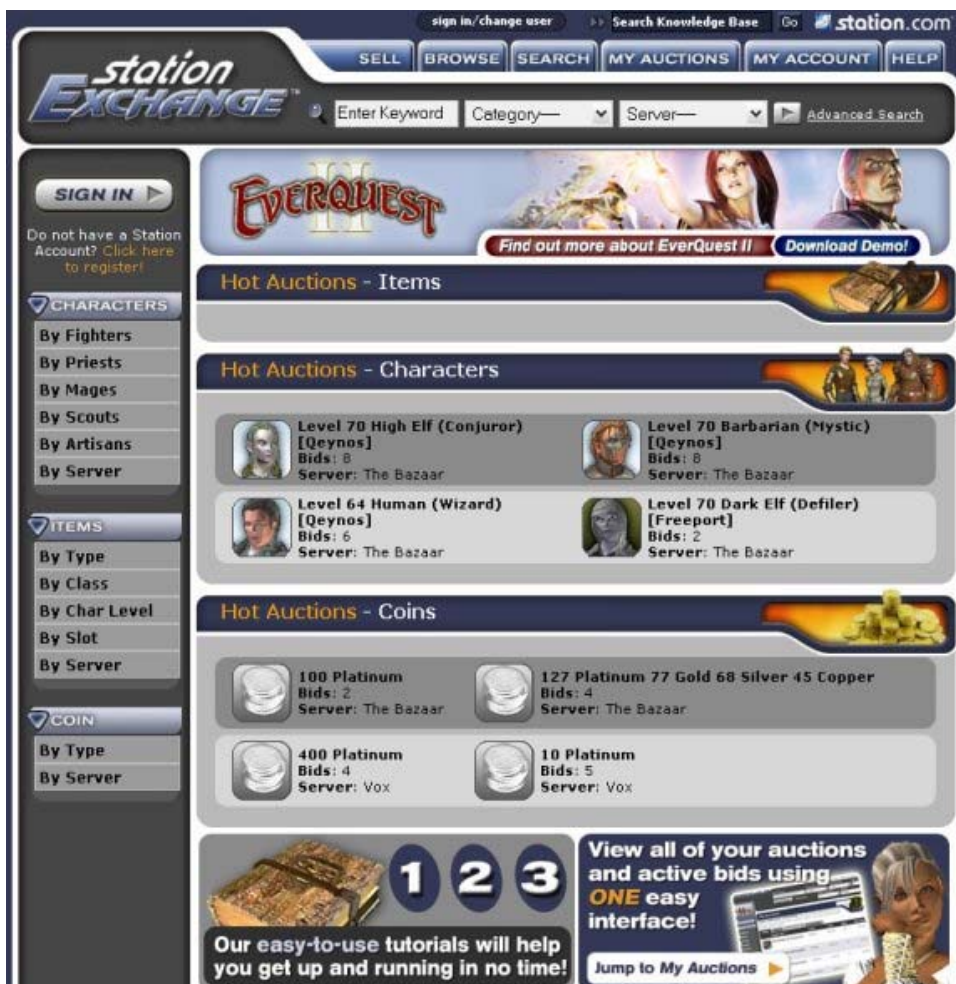 sign in/change user
Search Knowledge Base
Go
station.com
station
EXCHANGE™
SELL
BROWSE
SEARCH
MY AUCTIONS
MY ACCOUNT
HELP
Enter Keyword
Category—
Server—
Advanced Search
SIGN IN
Do not have a Station
Account? Click here
to register!
CHARACTERS
By Fighters
By Priests
By Mages
By Scouts
By Artisans
By Server
ITEMS
By Type
By Class
By Char Level
By Slot
By Server
COIN
By Type
By Server
EVERQUEST
II
Find out more about EverQuest II
Download Demo!
Hot Auctions - Items
Hot Auctions - Characters
Level 70 High Elf (Conjuror)
[Qeynos]
Bids: 8
Server: The Bazaar
Level 70 Barbarian (Mystic)
[Qeynos]
Bids: 8
Server: The Bazaar
Level 64 Human (Wizard)
[Qeynos]
Bids: 6
Server: The Bazaar
Level 70 Dark Elf (Defiler)
[Freeport]
Bids: 2
Server: The Bazaar
Hot Auctions - Coins
100 Platinum
Bids: 2
Server: The Bazaar
127 Platinum 77 Gold 68 Silver 45 Copper
Bids: 4
Server: The Bazaar
400 Platinum
Bids: 4
Server: Vox
10 Platinum
Bids: 5
Server: Vox
1 2 3
Our easy-to-use tutorials will help
you get up and running in no time!
View all of your auctions
and active bids using
ONE easy
interface!
Jump to My Auctions